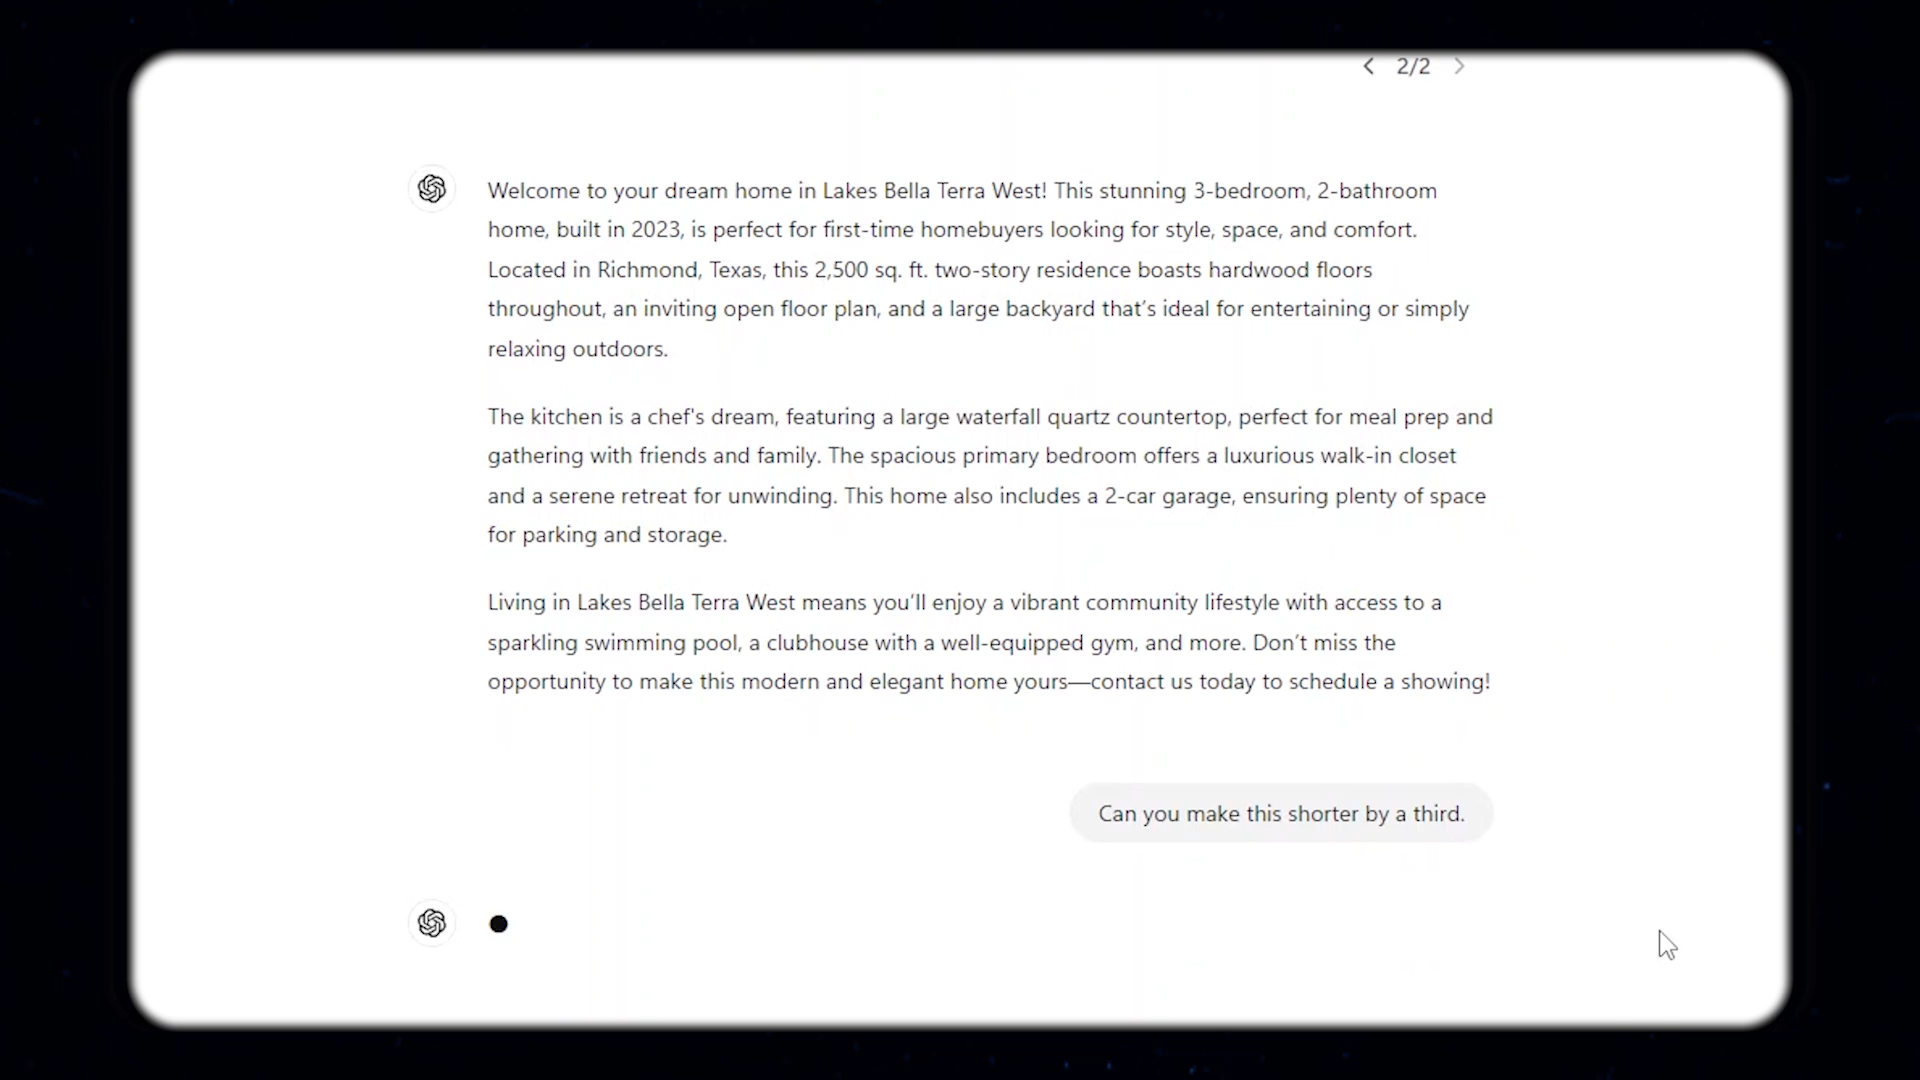 2/2
Welcome to your dream home in Lakes Bella Terra West! This stunning 3-bedroom, 2-bathroom
home, built in 2023, is perfect for first-time homebuyers looking for style, space, and comfort.
Located in Richmond, Texas, this 2,500 sq. ft. two-story residence boasts hardwood floors
throughout, an inviting open floor plan, and a large backyard that’s ideal for entertaining or simply
relaxing outdoors.
The kitchen is a chef's dream, featuring a large waterfall quartz countertop, perfect for meal prep and
gathering with friends and family. The spacious primary bedroom offers a luxurious walk-in closet
and a serene retreat for unwinding. This home also includes a 2-car garage, ensuring plenty of space
for parking and storage.
Living in Lakes Bella Terra West means you’ll enjoy a vibrant community lifestyle with access to a
sparkling swimming pool, a clubhouse with a well-equipped gym, and more. Don’t miss the
opportunity to make this modern and elegant home yours—contact us today to schedule a showing!
Can you make this shorter by a third.